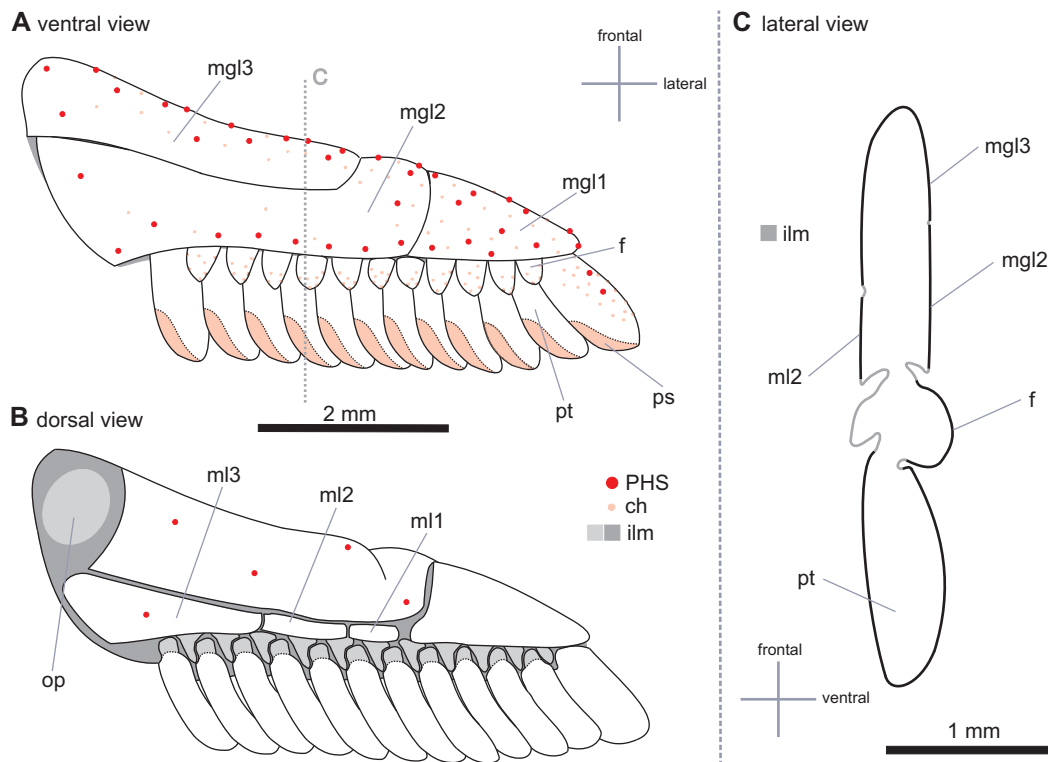 A ventral view
frontal
lateral
mgl3
C
mgl2
mgl1
f
pt
ps
2 mm
B dorsal view
ml3
ml2
ml1
op
PHS
ch
ilm
C lateral view
mgl3
ilm
mgl2
ml2
f
pt
frontal
ventral
1 mm